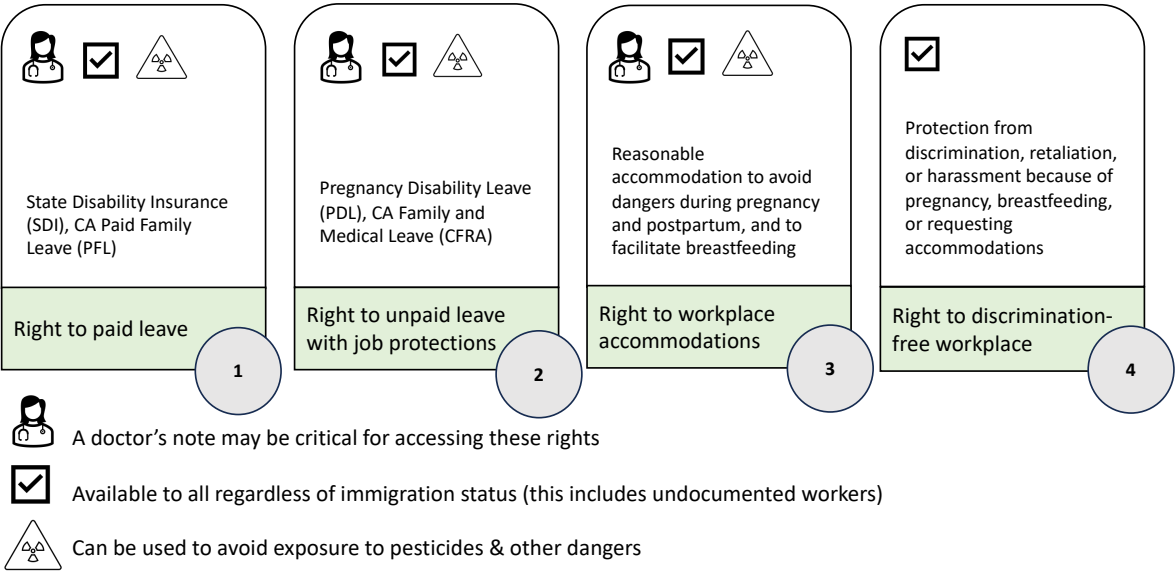 State Disability Insurance
(SDI), CA Paid Family
Leave (PFL)
Right to paid leave
1
Pregnancy Disability Leave
(PDL), CA Family and
Medical Leave (CFRA)
Right to unpaid leave
with job protections
2
Reasonable
accommodation to avoid
dangers during pregnancy
and postpartum, and to
facilitate breastfeeding
Right to workplace
accommodations
3
Protection from
discrimination, retaliation,
or harassment because of
pregnancy, breastfeeding,
or requesting
accommodations
Right to discrimination-
free workplace
4
A doctor’s note may be critical for accessing these rights
Available to all regardless of immigration status (this includes undocumented workers)
Can be used to avoid exposure to pesticides & other dangers